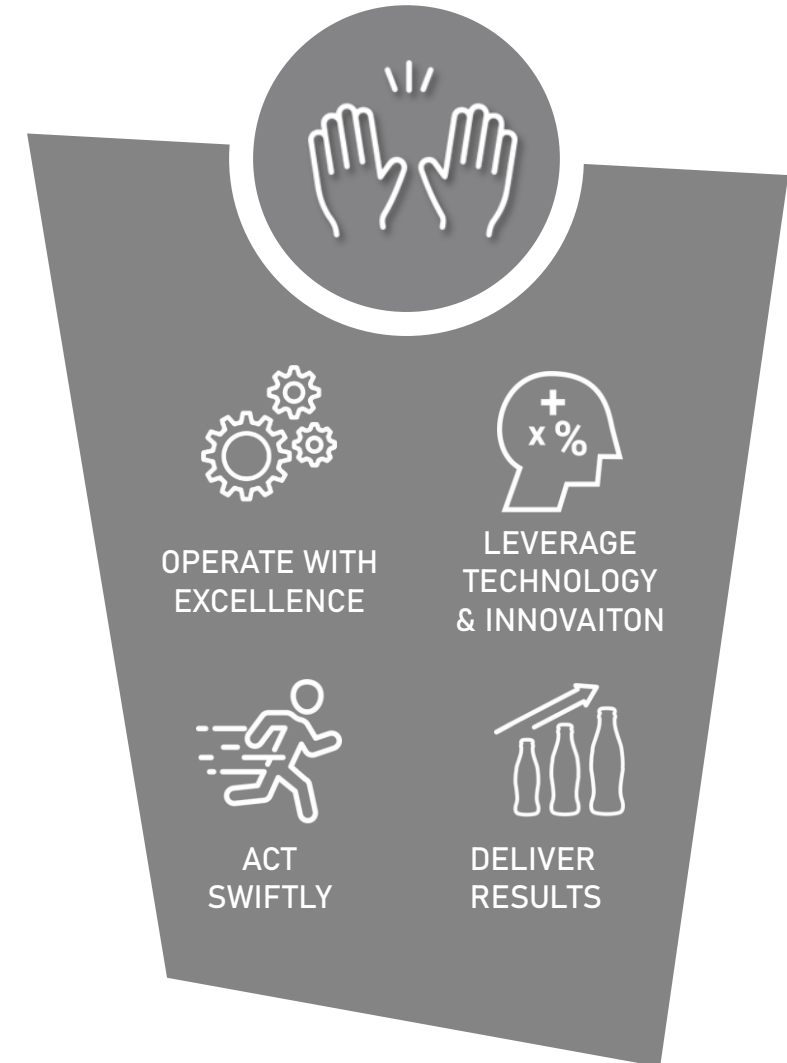 +
x %
OPERATE WITH
EXCELLENCE
LEVERAGE
TECHNOLOGY
& INNOVAITON
ACT
SWIFTLY
DELIVER
RESULTS